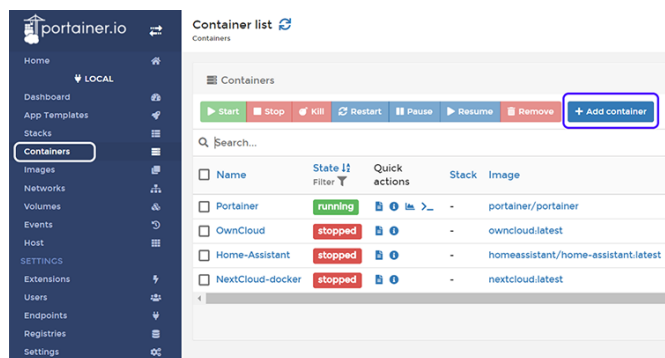 portainer.io
Home
LOCAL
Dashboard
App Templates
Stacks
Containers
Images
Networks
Volumes
Events
Host
SETTINGS
Extensions
Users
Endpoints
Registries
Settings
Container list
Containers
Containers
Start Stop Kill Restart Pause Resume Remove + Add container
Search...
Name State Filter Quick actions Stack Image
Portainer running - portainer/portainer
OwnCloud stopped - owncloud:latest
Home-Assistant stopped - homeassistant/home-assistant:latest
NextCloud-docker stopped - nextcloud:latest